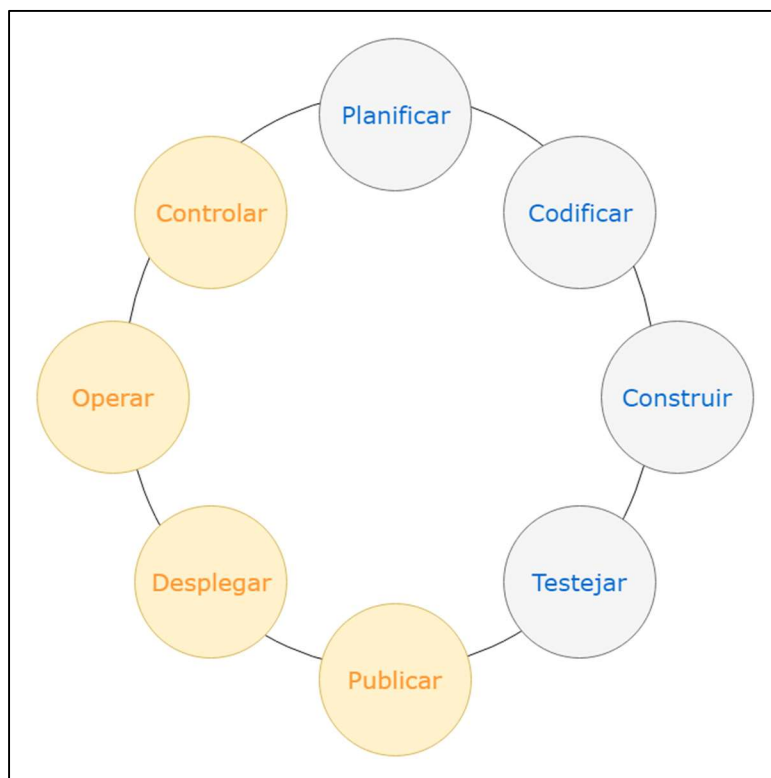 Planificar
Codificar
Construir
Testejar
Publicar
Desplegar
Operar
Controlar